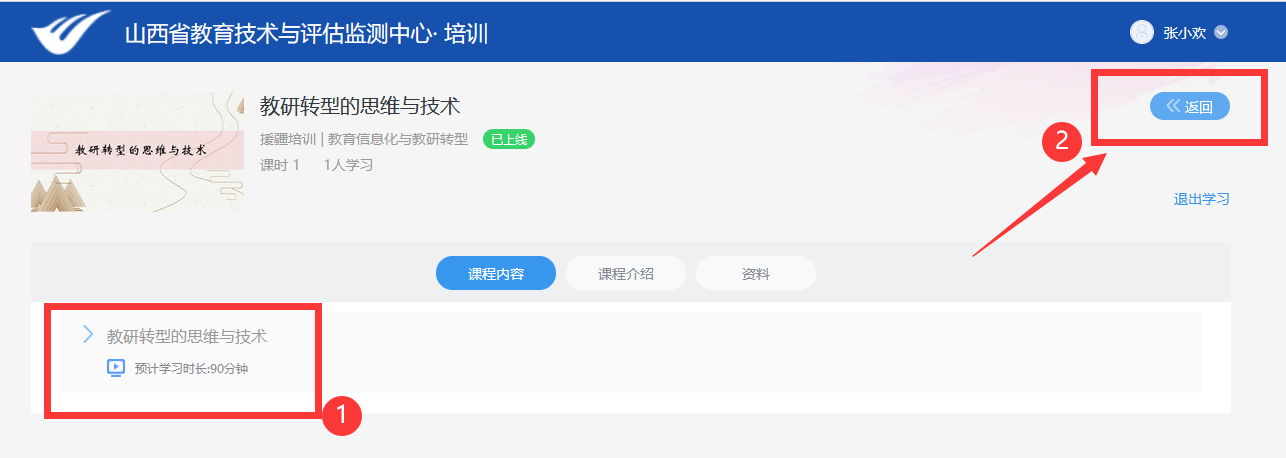 山西省教育技术与评估监测中心· 培训
张小欢
教研转型的思维与技术
教研转型的思维与技术
援疆培训 | 教育信息化与教研转型 已上线
课时 1 1人学习
返回
2
退出学习
课程内容 课程介绍 资料
教研转型的思维与技术
预计学习时长:90分钟
1